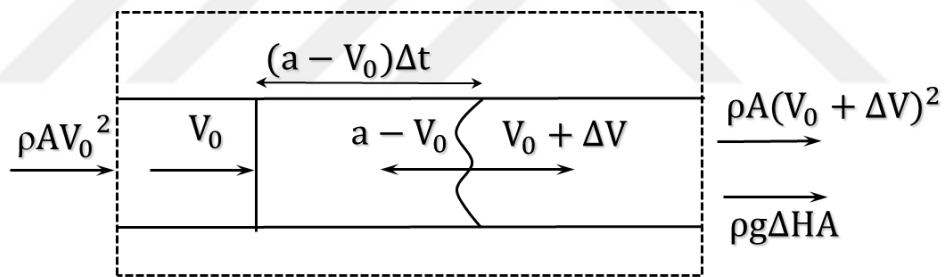 (a − V₀)Δt
ρAV₀²
V₀
a − V₀
V₀ + ΔV
ρA(V₀ + ΔV)²
ρgΔHA